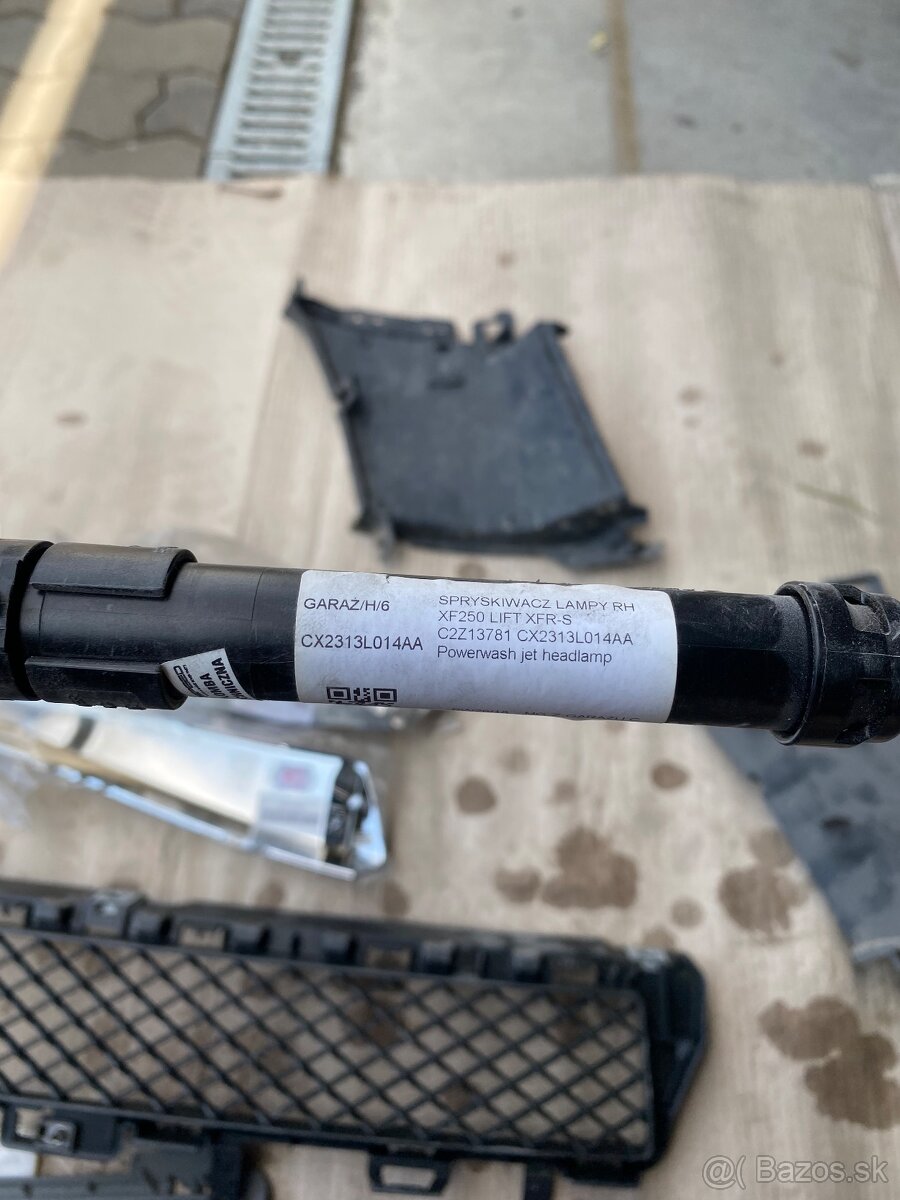 GARAŻ/H/6
CX2313L014AA
SPRYSKIWACZ LAMPY RH
XF250 LIFT XFR-S
C2Z13781 CX2313L014AA
Powerwash jet headlamp
@( Bazos.sk